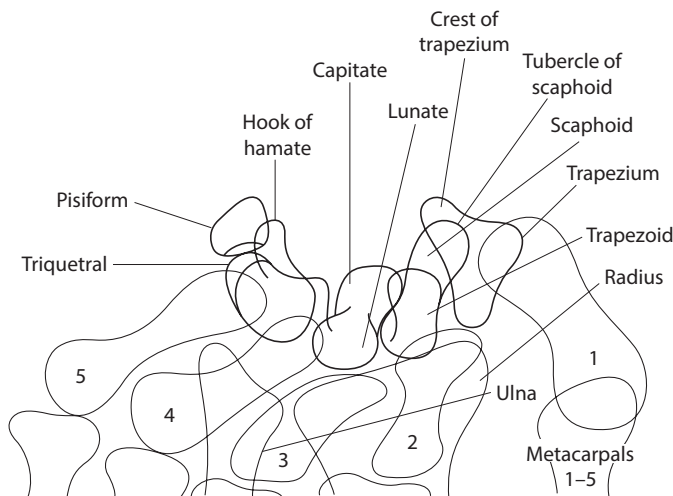 Crest of
trapezium
Tubercle of
scaphoid
Capitate
Lunate
Scaphoid
Hook of
hamate
Trapezium
Pisiform
Trapezoid
Triquetral
Radius
1
5
Ulna
4
2
3
Metacarpals
1–5